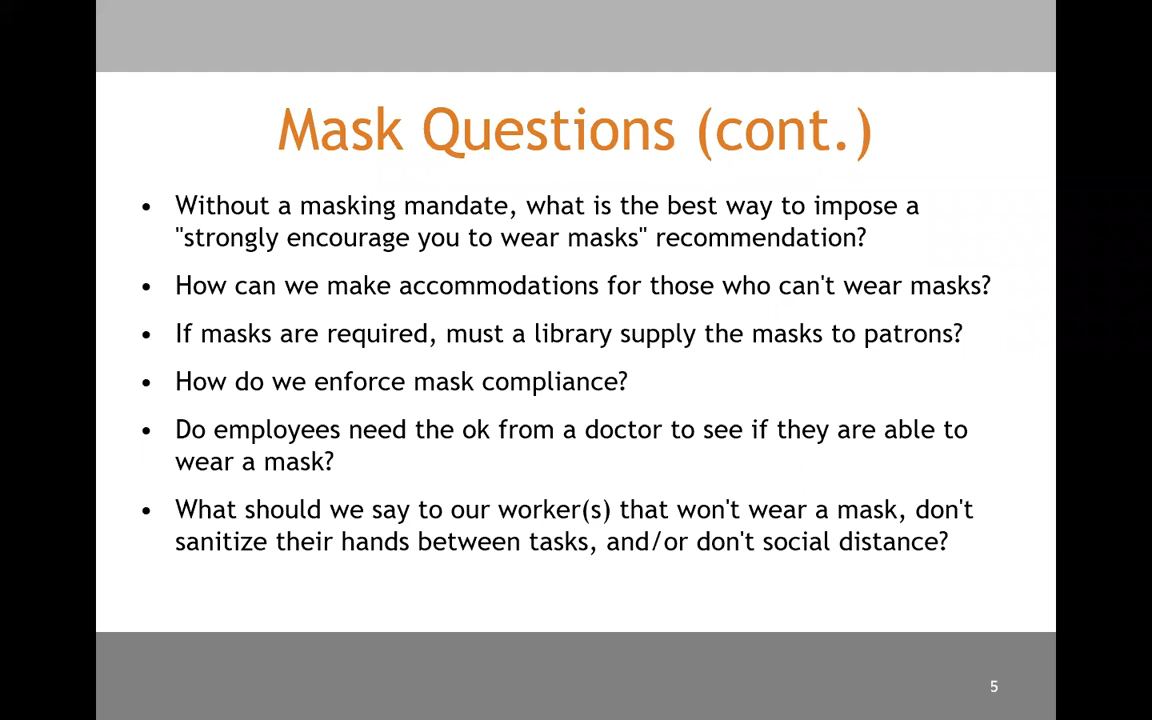 Mask Questions (cont.)
• Without a masking mandate, what is the best way to impose a
"strongly encourage you to wear masks" recommendation?
• How can we make accommodations for those who can't wear masks?
• If masks are required, must a library supply the masks to patrons?
• How do we enforce mask compliance?
• Do employees need the ok from a doctor to see if they are able to
wear a mask?
• What should we say to our worker(s) that won't wear a mask, don't
sanitize their hands between tasks, and/or don't social distance?
5